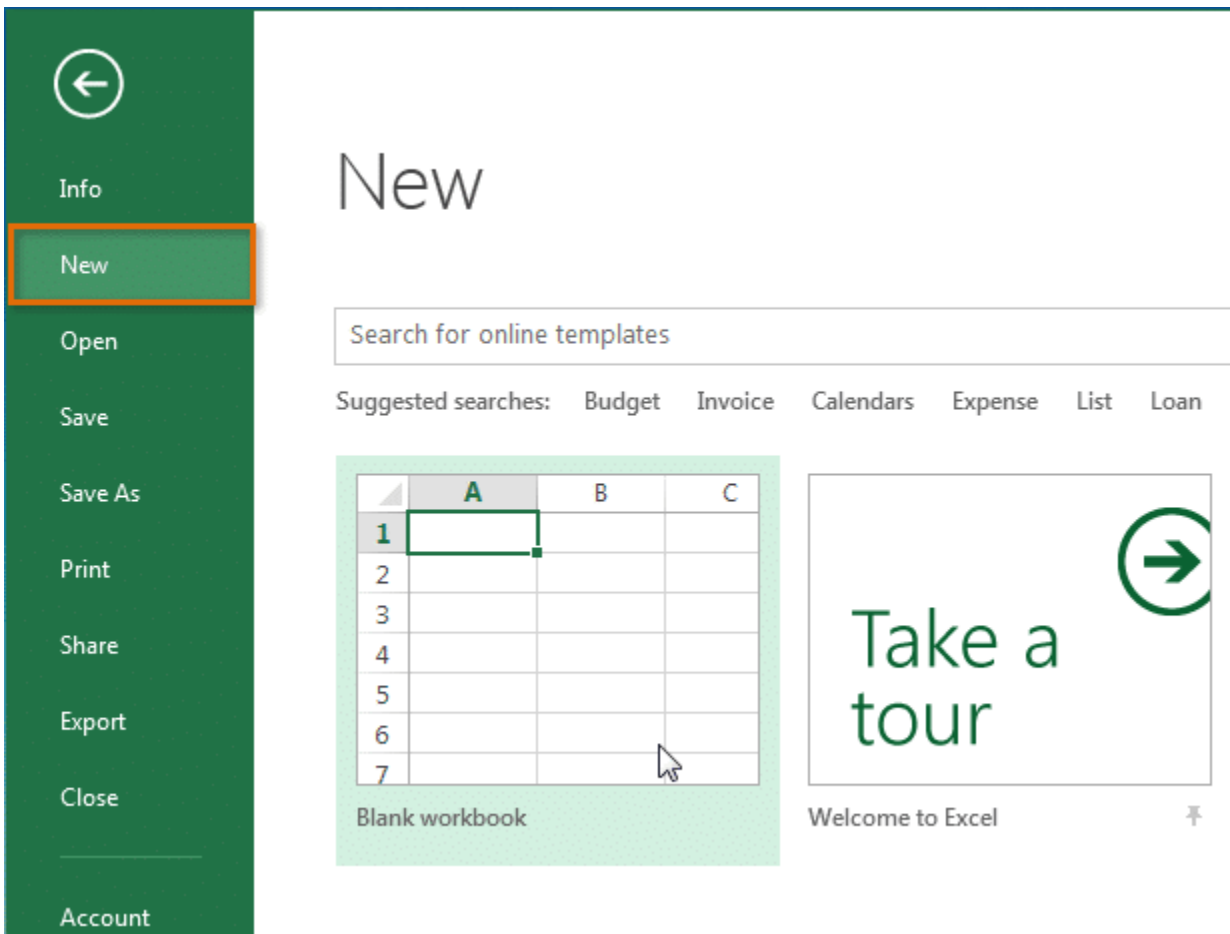 Info
New
Open
Save
Save As
Print
Share
Export
Close
Account
New
Search for online templates
Suggested searches: Budget Invoice Calendars Expense List Loan
A B C
1
2
3
4
5
6
7
Blank workbook
Take a
tour
Welcome to Excel